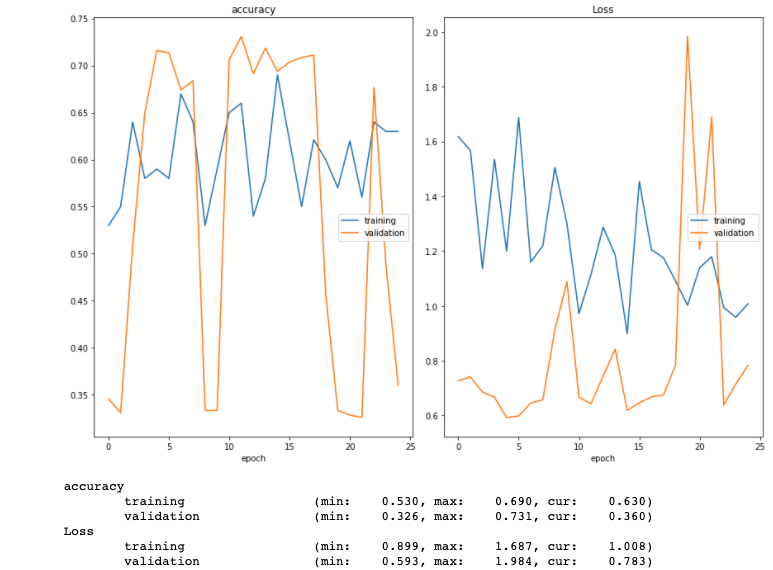 accuracy
0.75
0.70
0.65
0.60
0.55
0.50
0.45
0.40
0.35
0
5
10
15
20
25
epoch
training
validation
Loss
2.0
1.8
1.6
1.4
1.2
1.0
0.8
0.6
0
5
10
15
20
25
epoch
training
validation
accuracy
training (min: 0.530, max: 0.690, cur: 0.630)
validation (min: 0.326, max: 0.731, cur: 0.360)
Loss
training (min: 0.899, max: 1.687, cur: 1.008)
validation (min: 0.593, max: 1.984, cur: 0.783)